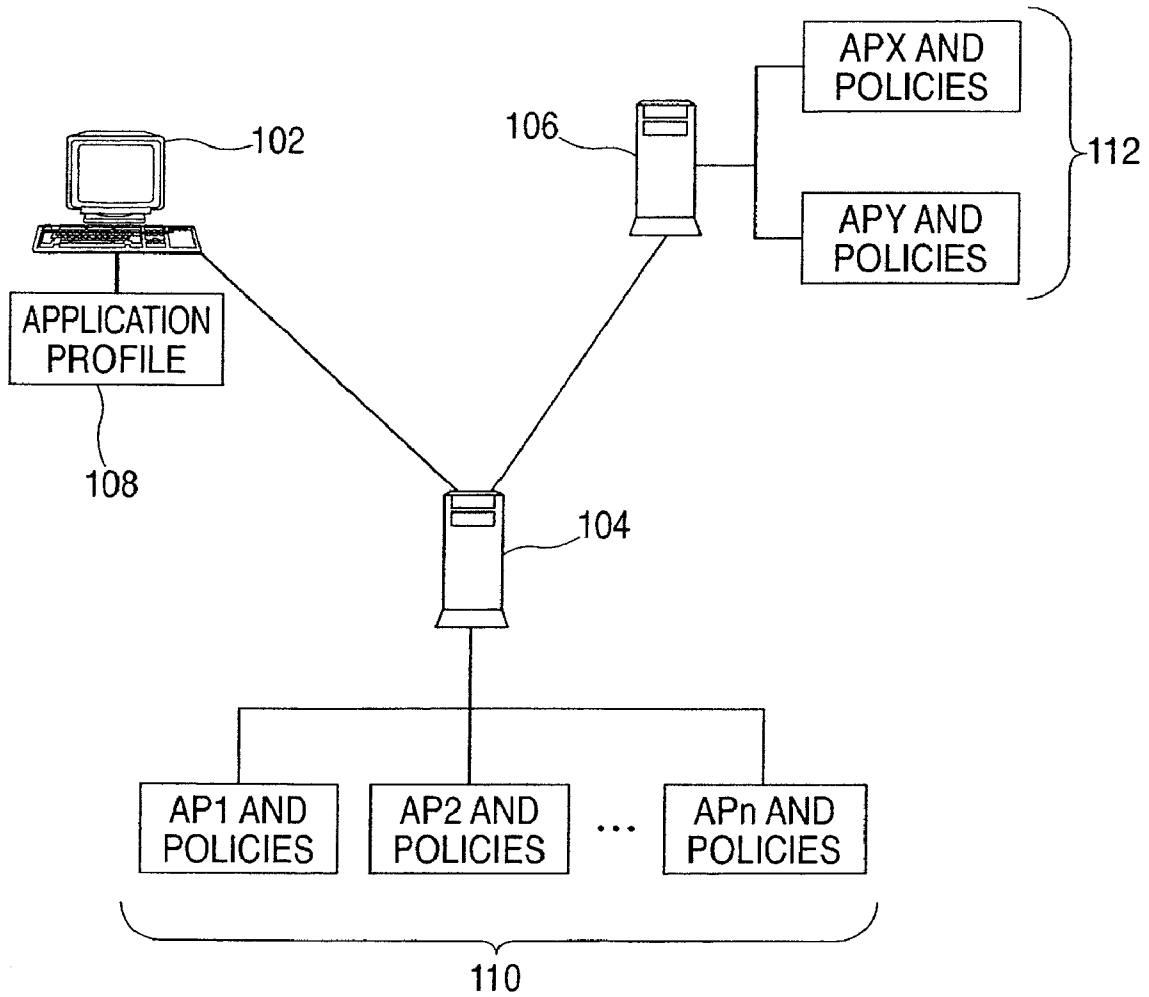 APX AND
POLICIES
106
102
112
APY AND
POLICIES
APPLICATION
PROFILE
108
104
AP1 AND
POLICIES
AP2 AND
POLICIES
...
APn AND
POLICIES
110